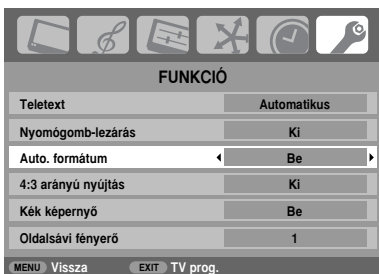 FUNKCIÓ
Teletext Automatikus
Nyomógomb-lezárás Ki
Auto. formátum Be
4:3 arányú nyújtás Ki
Kék képernyő Be
Oldalsávi fényerő 1
MENU Vissza EXIT TV prog.